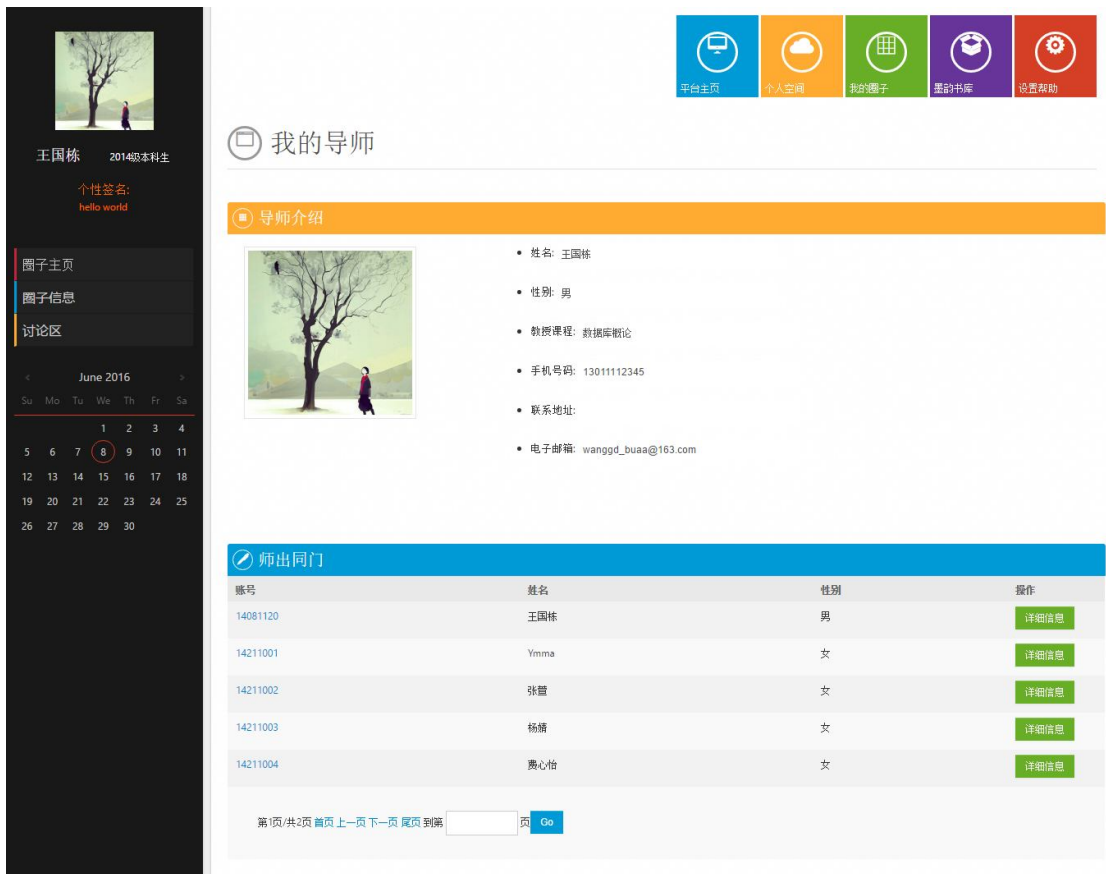 平台主页 个人空间 我的圈子 墨韵书库 设置帮助
王国栋 2014级本科生
个性签名:
hello world
圈子主页
圈子信息
讨论区
< June 2016 >
Su Mo Tu We Th Fr Sa
1 2 3 4
5 6 7 8 9 10 11
12 13 14 15 16 17 18
19 20 21 22 23 24 25
26 27 28 29 30
我的导师
导师介绍
姓名: 王国栋
性别: 男
教授课程: 数据库概论
手机号码: 13011112345
联系地址:
电子邮箱: wanggd_buaa@163.com
师出同门
账号 姓名 性别 操作
14081120 王国栋 男 详细信息
14211001 Ymma 女 详细信息
14211002 张萱 女 详细信息
14211003 杨婧 女 详细信息
14211004 费心怡 女 详细信息
第1页/共2页 首页 上一页 下一页 尾页 到第 页 Go